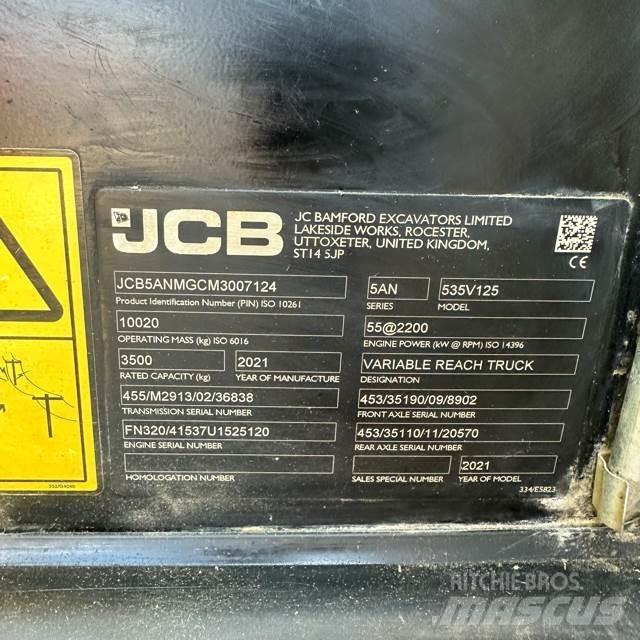 JCB
JC BAMFORD EXCAVATORS LIMITED
LAKESIDE WORKS, ROCESTER,
UTTOXETER, UNITED KINGDOM,
ST14 5JP
CE
JCB5ANMGCM3007124
Product Identification Number (PIN) ISO 10261
5AN
SERIES
535V125
MODEL
10020
OPERATING MASS (kg) ISO 6016
55@2200
ENGINE POWER (kW @ RPM) ISO 14396
3500
RATED CAPACITY (kg)
2021
YEAR OF MANUFACTURE
VARIABLE REACH TRUCK
DESIGNATION
455/M2913/02/36838
TRANSMISSION SERIAL NUMBER
453/35190/09/8902
FRONT AXLE SERIAL NUMBER
FN320/41537U1525120
ENGINE SERIAL NUMBER
453/35110/11/20570
REAR AXLE SERIAL NUMBER
HOMOLOGATION NUMBER
SALES SPECIAL NUMBER
2021
YEAR OF MODEL
334/E5823
RITCHIE BROS.
MASCUS